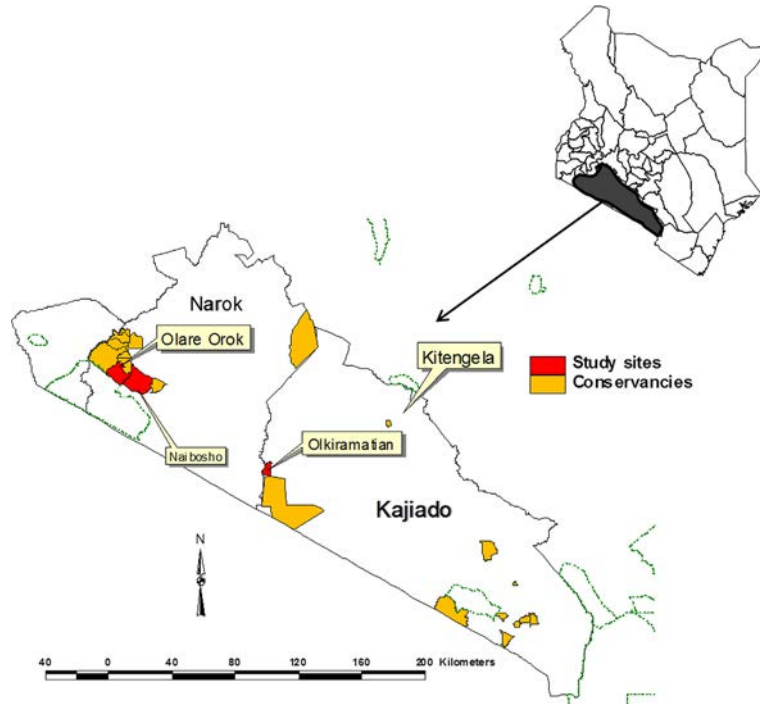 Narok
Olare Orok
Kitengela
Study sites
Conservancies
Naibosho
Olkiramatian
Kajiado
N
40 0 40 80 120 160 200 Kilometers